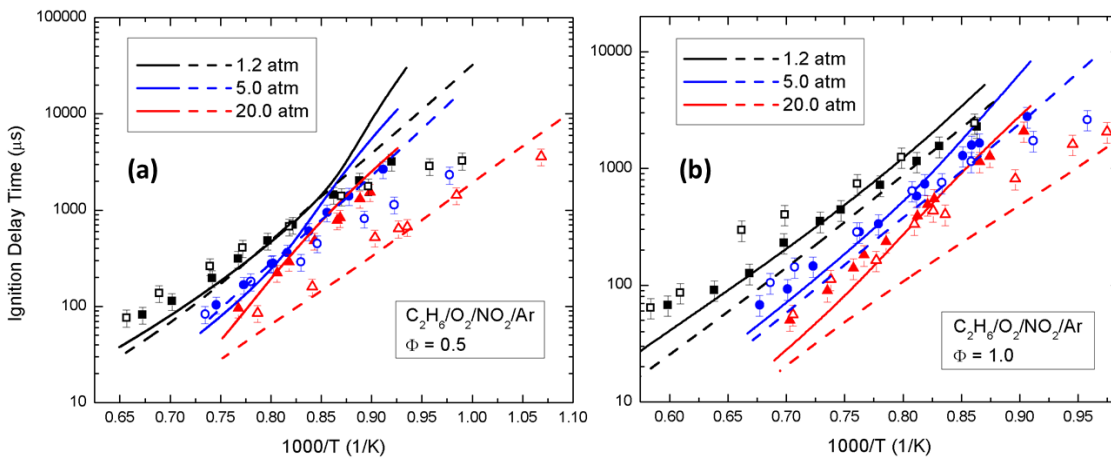 (a)
1.2 atm
5.0 atm
20.0 atm
C2H6/O2/NO2/Ar
Φ = 0.5
Ignition Delay Time (μs)
100000
10000
1000
100
10
0.65 0.70 0.75 0.80 0.85 0.90 0.95 1.00 1.05 1.10
1000/T (1/K)
(b)
1.2 atm
5.0 atm
20.0 atm
C2H6/O2/NO2/Ar
Φ = 1.0
10000
1000
100
10
0.60 0.65 0.70 0.75 0.80 0.85 0.90 0.95
1000/T (1/K)